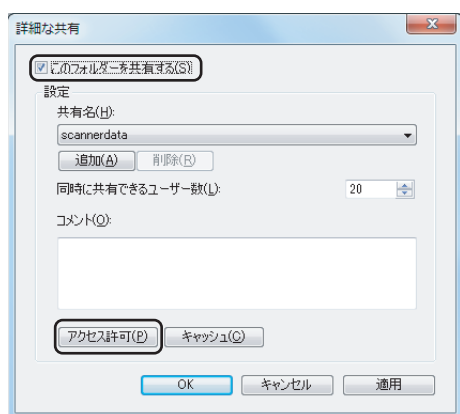 詳細な共有
このフォルダーを共有する(S)
設定
共有名(H):
scannerdata
追加(A) 削除(R)
同時に共有できるユーザー数(L): 20
コメント(O):
アクセス許可(P) キャッシュ(C)
OK キャンセル 適用